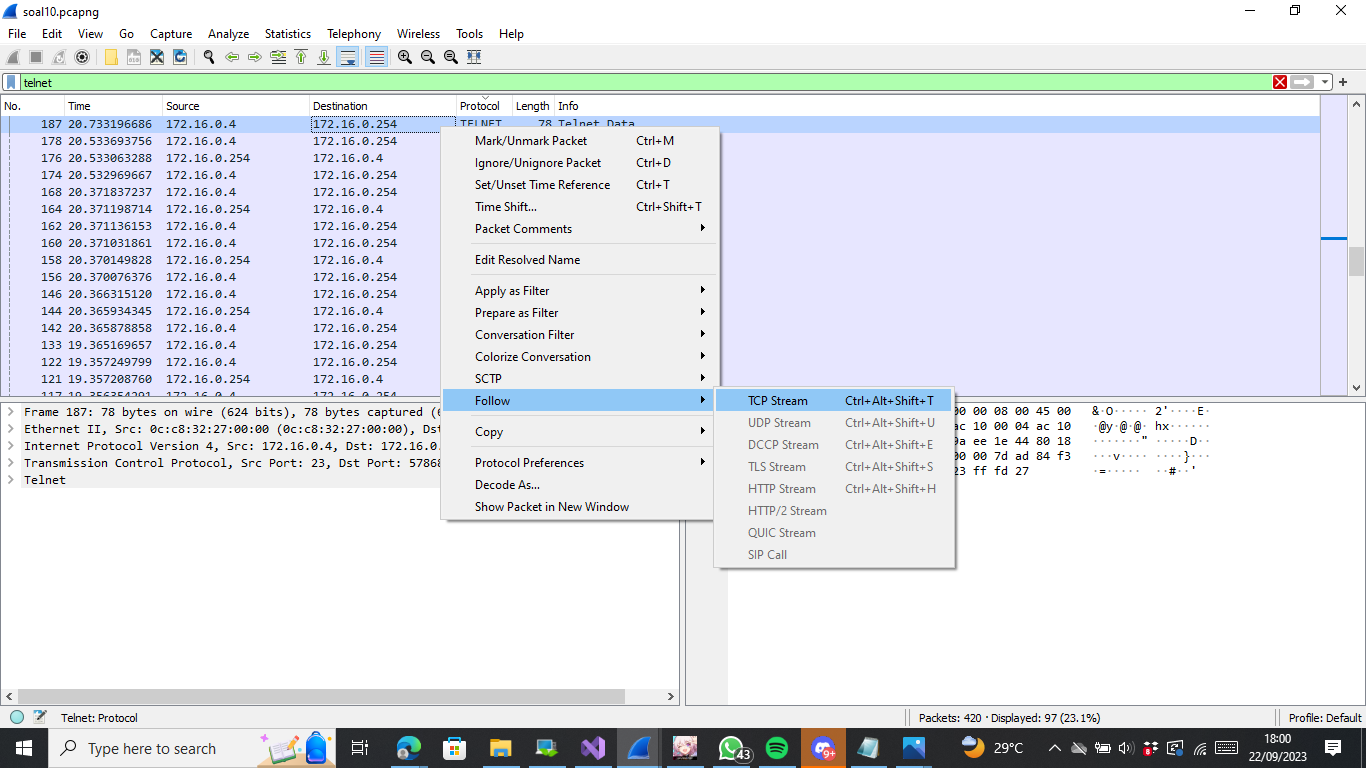 soal10.pcapng
File Edit View Go Capture Analyze Statistics Telephony Wireless Tools Help
telnet
No. Time Source Destination Protocol Length Info
187 20.733196686 172.16.0.4 172.16.0.254 TELNET 78 Telnet Data
178 20.533693756 172.16.0.4 172.16.0.254
176 20.533063288 172.16.0.254 172.16.0.4
174 20.532969667 172.16.0.4 172.16.0.254
168 20.371837237 172.16.0.4 172.16.0.254
164 20.371198714 172.16.0.254 172.16.0.4
162 20.371136153 172.16.0.4 172.16.0.254
160 20.371031861 172.16.0.4 172.16.0.254
158 20.370149828 172.16.0.254 172.16.0.4
156 20.370076376 172.16.0.4 172.16.0.254
146 20.366315120 172.16.0.4 172.16.0.254
144 20.365934345 172.16.0.254 172.16.0.4
142 20.365878858 172.16.0.4 172.16.0.254
133 19.365169657 172.16.0.4 172.16.0.254
122 19.357249799 172.16.0.4 172.16.0.254
121 19.357208760 172.16.0.254 172.16.0.4
Mark/Unmark Packet Ctrl+M
Ignore/Unignore Packet Ctrl+D
Set/Unset Time Reference Ctrl+T
Time Shift... Ctrl+Shift+T
Packet Comments
Edit Resolved Name
Apply as Filter
Prepare as Filter
Conversation Filter
Colorize Conversation
SCTP
Follow
Copy
Protocol Preferences
Decode As...
Show Packet in New Window
TCP Stream Ctrl+Alt+Shift+T
UDP Stream Ctrl+Alt+Shift+U
DCCP Stream Ctrl+Alt+Shift+E
TLS Stream Ctrl+Alt+Shift+S
HTTP Stream Ctrl+Alt+Shift+H
HTTP/2 Stream
QUIC Stream
SIP Call
Frame 187: 78 bytes on wire (624 bits), 78 bytes captured
Ethernet II, Src: 0c:c8:32:27:00:00 (0c:c8:32:27:00:00), Dst
Internet Protocol Version 4, Src: 172.16.0.4, Dst: 172.16.0.
Transmission Control Protocol, Src Port: 23, Dst Port: 57868
Telnet
00 00 08 00 45 00 &·O····· 2'····E·
ac 10 00 04 ac 10 ·@y·@·@· hx······
9a ee 1e 44 80 18 ·······" ·····D··
00 00 7d ad 84 f3 ···v···· ····}···
23 ff fd 27 ·=······ ··#··'
Telnet: Protocol
Packets: 420 · Displayed: 97 (23.1%)
Profile: Default
Type here to search
43
9+
29°C
18:00
22/09/2023